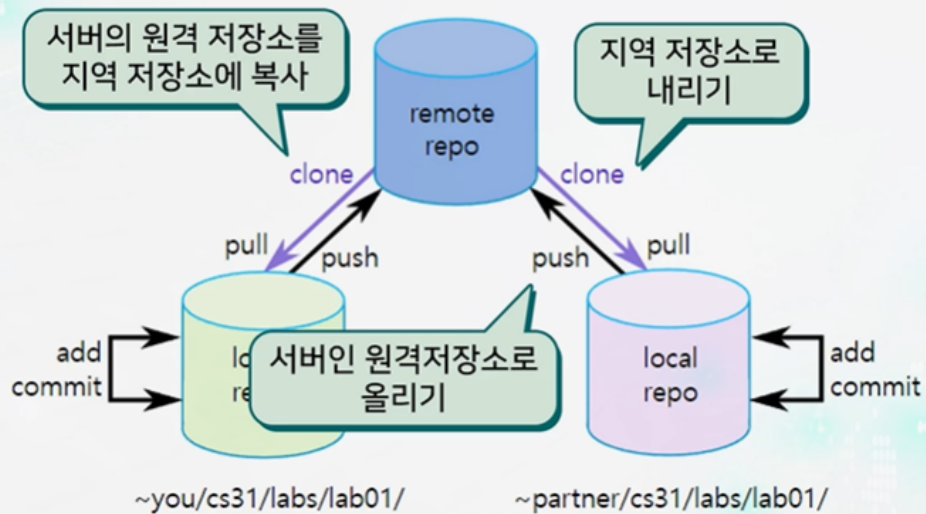 서버의 원격 저장소를
지역 저장소에 복사
지역 저장소로
내리기
remote
repo
clone
clone
pull
push
push
pull
add
commit
lo
re
서버인 원격저장소로
올리기
local
repo
add
commit
~you/cs31/labs/lab01/
~partner/cs31/labs/lab01/